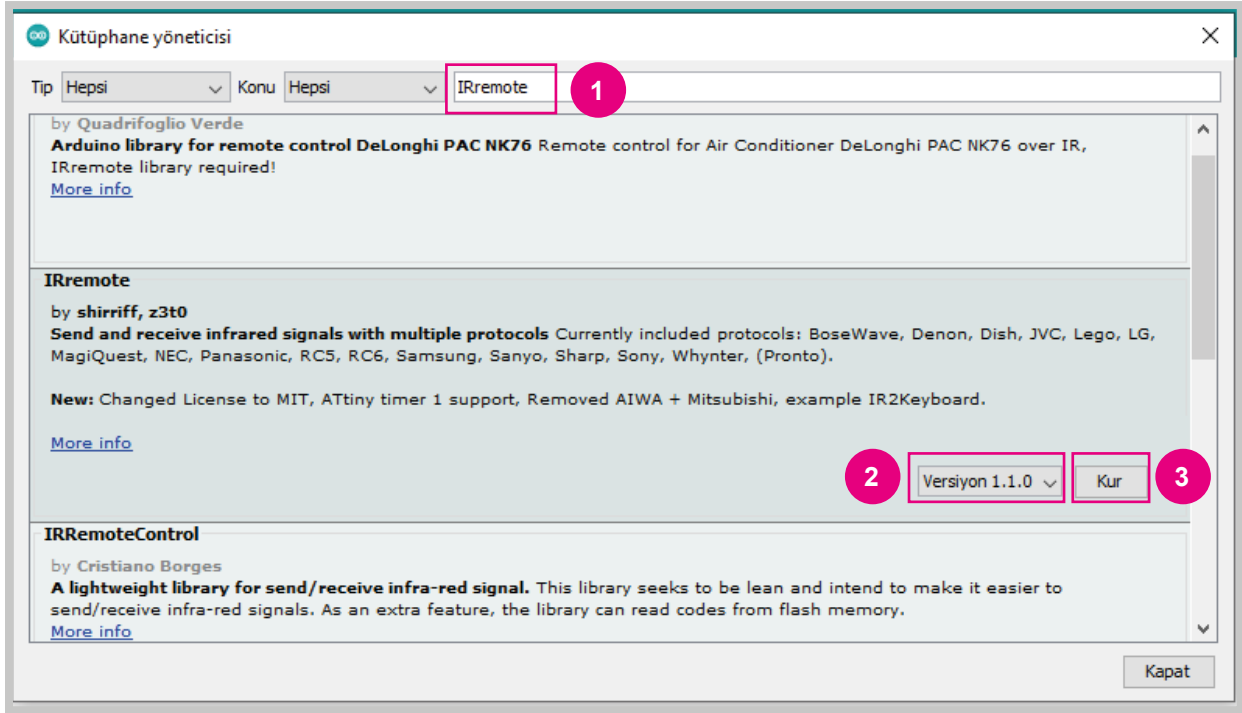 Kütüphane yöneticisi
Tip Hepsi Konu Hepsi IRremote 1
by Quadrifoglio Verde
Arduino library for remote control DeLonghi PAC NK76 Remote control for Air Conditioner DeLonghi PAC NK76 over IR,
IRremote library required!
More info
IRremote
by shirriff, z3t0
Send and receive infrared signals with multiple protocols Currently included protocols: BoseWave, Denon, Dish, JVC, Lego, LG,
MagiQuest, NEC, Panasonic, RC5, RC6, Samsung, Sanyo, Sharp, Sony, Whynter, (Pronto).
New: Changed License to MIT, ATtiny timer 1 support, Removed AIWA + Mitsubishi, example IR2Keyboard.
More info
2 Versiyon 1.1.0 Kur 3
IRRemoteControl
by Cristiano Borges
A lightweight library for send/receive infra-red signal. This library seeks to be lean and intend to make it easier to
send/receive infra-red signals. As an extra feature, the library can read codes from flash memory.
More info
Kapat